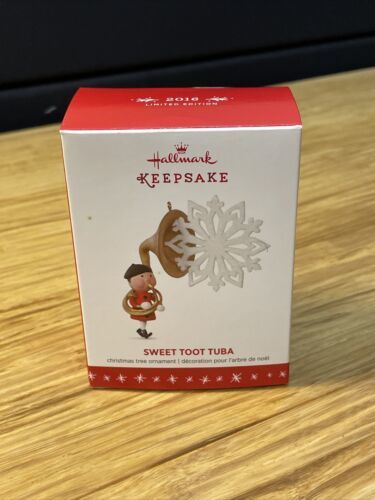 2016
LIMITED EDITION
Hallmark
KEEPSAKE
SWEET TOOT TUBA
christmas tree ornament | décoration pour l'arbre de noël